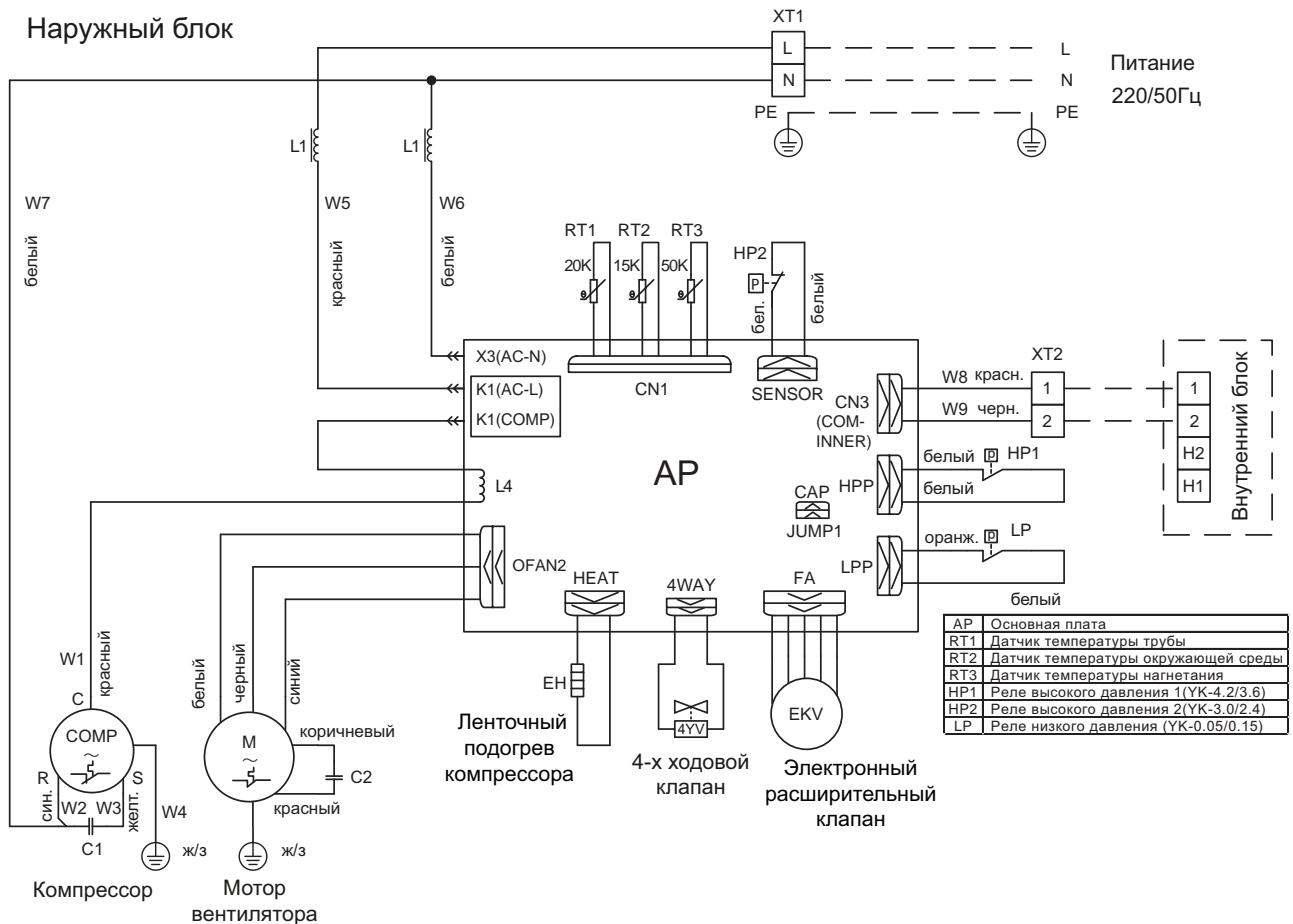 Наружный блок
XT1
L
L
N
N
PE
PE
Питание
220/50Гц
L1
L1
W7
белый
W5
красный
W6
белый
RT1
RT2
RT3
20K
15K
50K
θ
θ
θ
HP2
P
бел.
белый
X3(AC-N)
K1(AC-L)
K1(COMP)
CN1
SENSOR
CN3
(COM-
INNER)
W8 красн.
W9 черн.
XT2
1
2
1
2
H2
H1
Внутренний блок
L4
AP
CAP
JUMP1
HPP
белый
P
HP1
белый
LPP
оранж.
P
LP
белый
OFAN2
HEAT
4WAY
FA
W1
красный
белый
черный
синий
C
COMP
~
R
S
син.
W2
W3
желт.
W4
C1
ж/з
Компрессор
M
~
коричневый
C2
красный
ж/з
Мотор
вентилятора
EH
Ленточный
подогрев
компрессора
4YV
4-х ходовой
клапан
EKV
Электронный
расширительный
клапан
AP Основная плата
RT1 Датчик температуры трубы
RT2 Датчик температуры окружающей среды
RT3 Датчик температуры нагнетания
HP1 Реле высокого давления 1(YK-4.2/3.6)
HP2 Реле высокого давления 2(YK-3.0/2.4)
LP Реле низкого давления (YK-0.05/0.15)